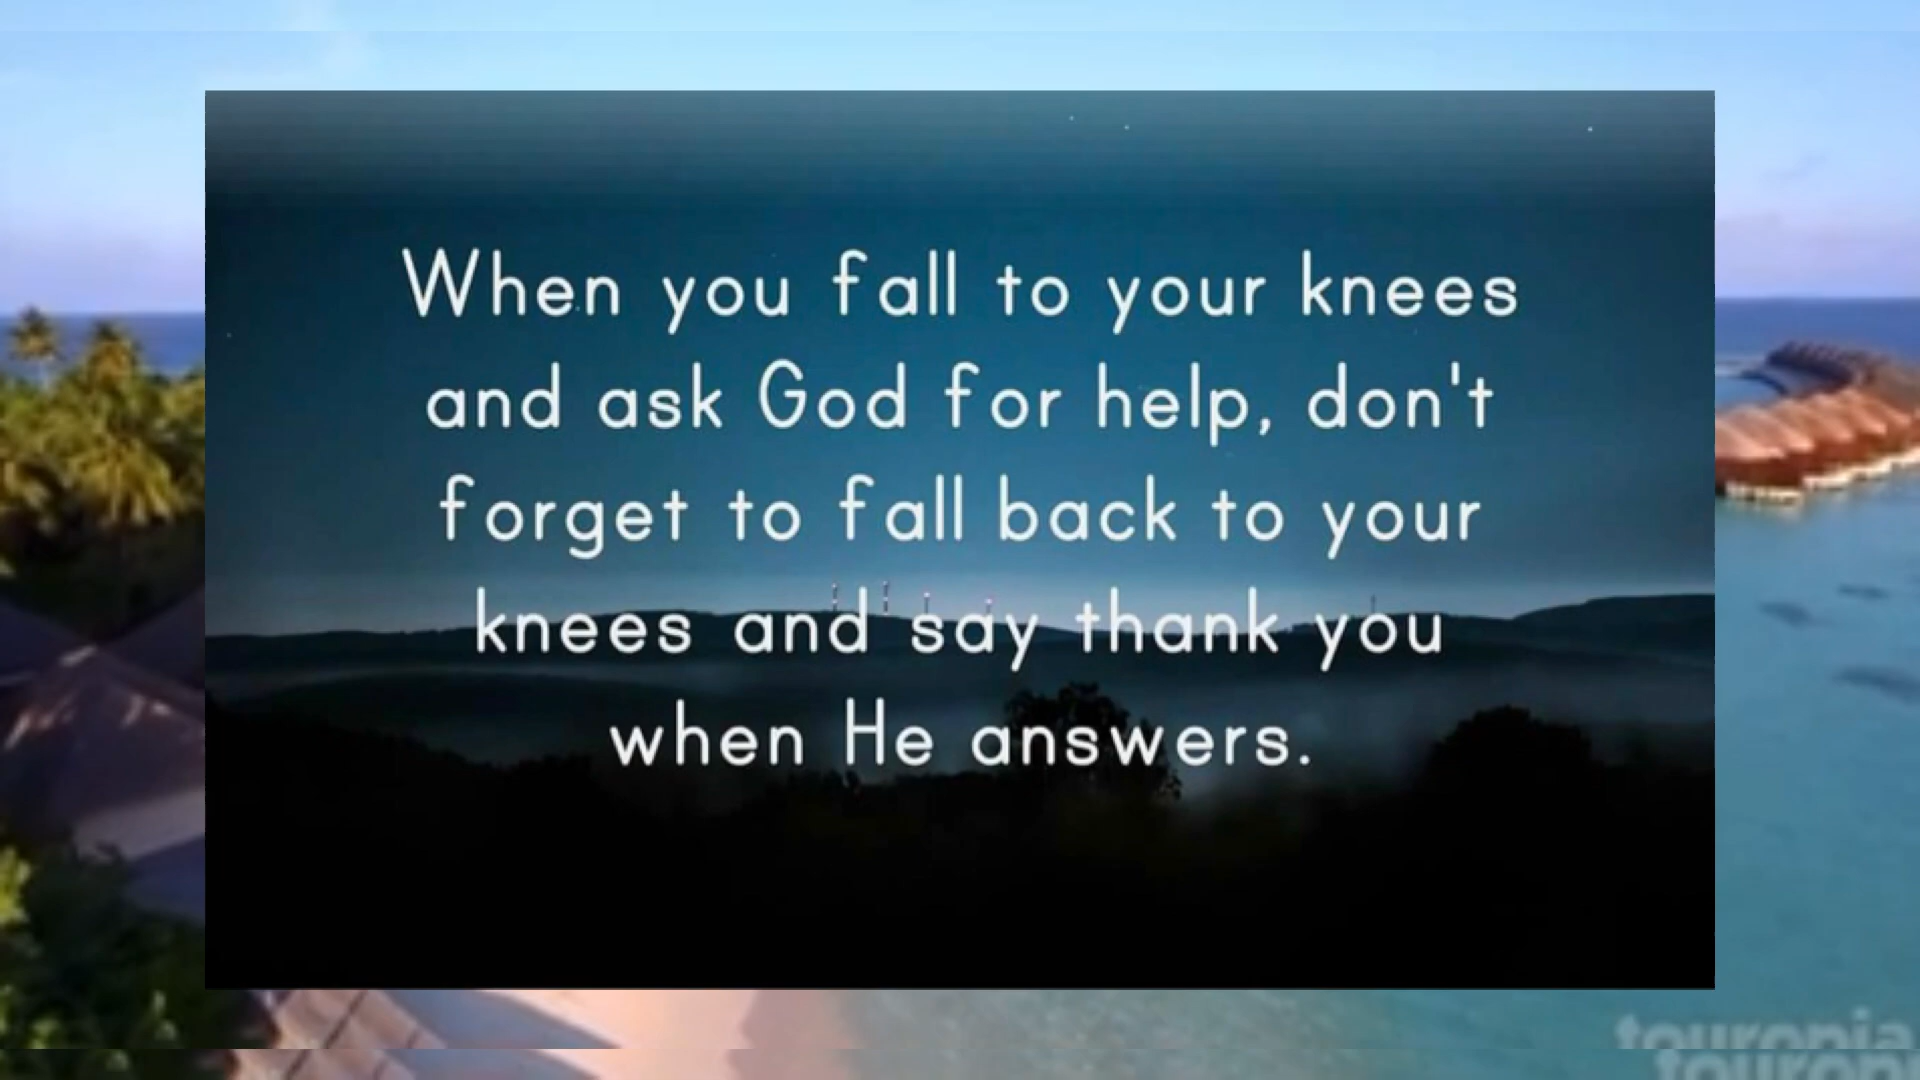 When you fall to your knees
and ask God for help, don't
forget to fall back to your
knees and say thank you
when He answers.
touropia